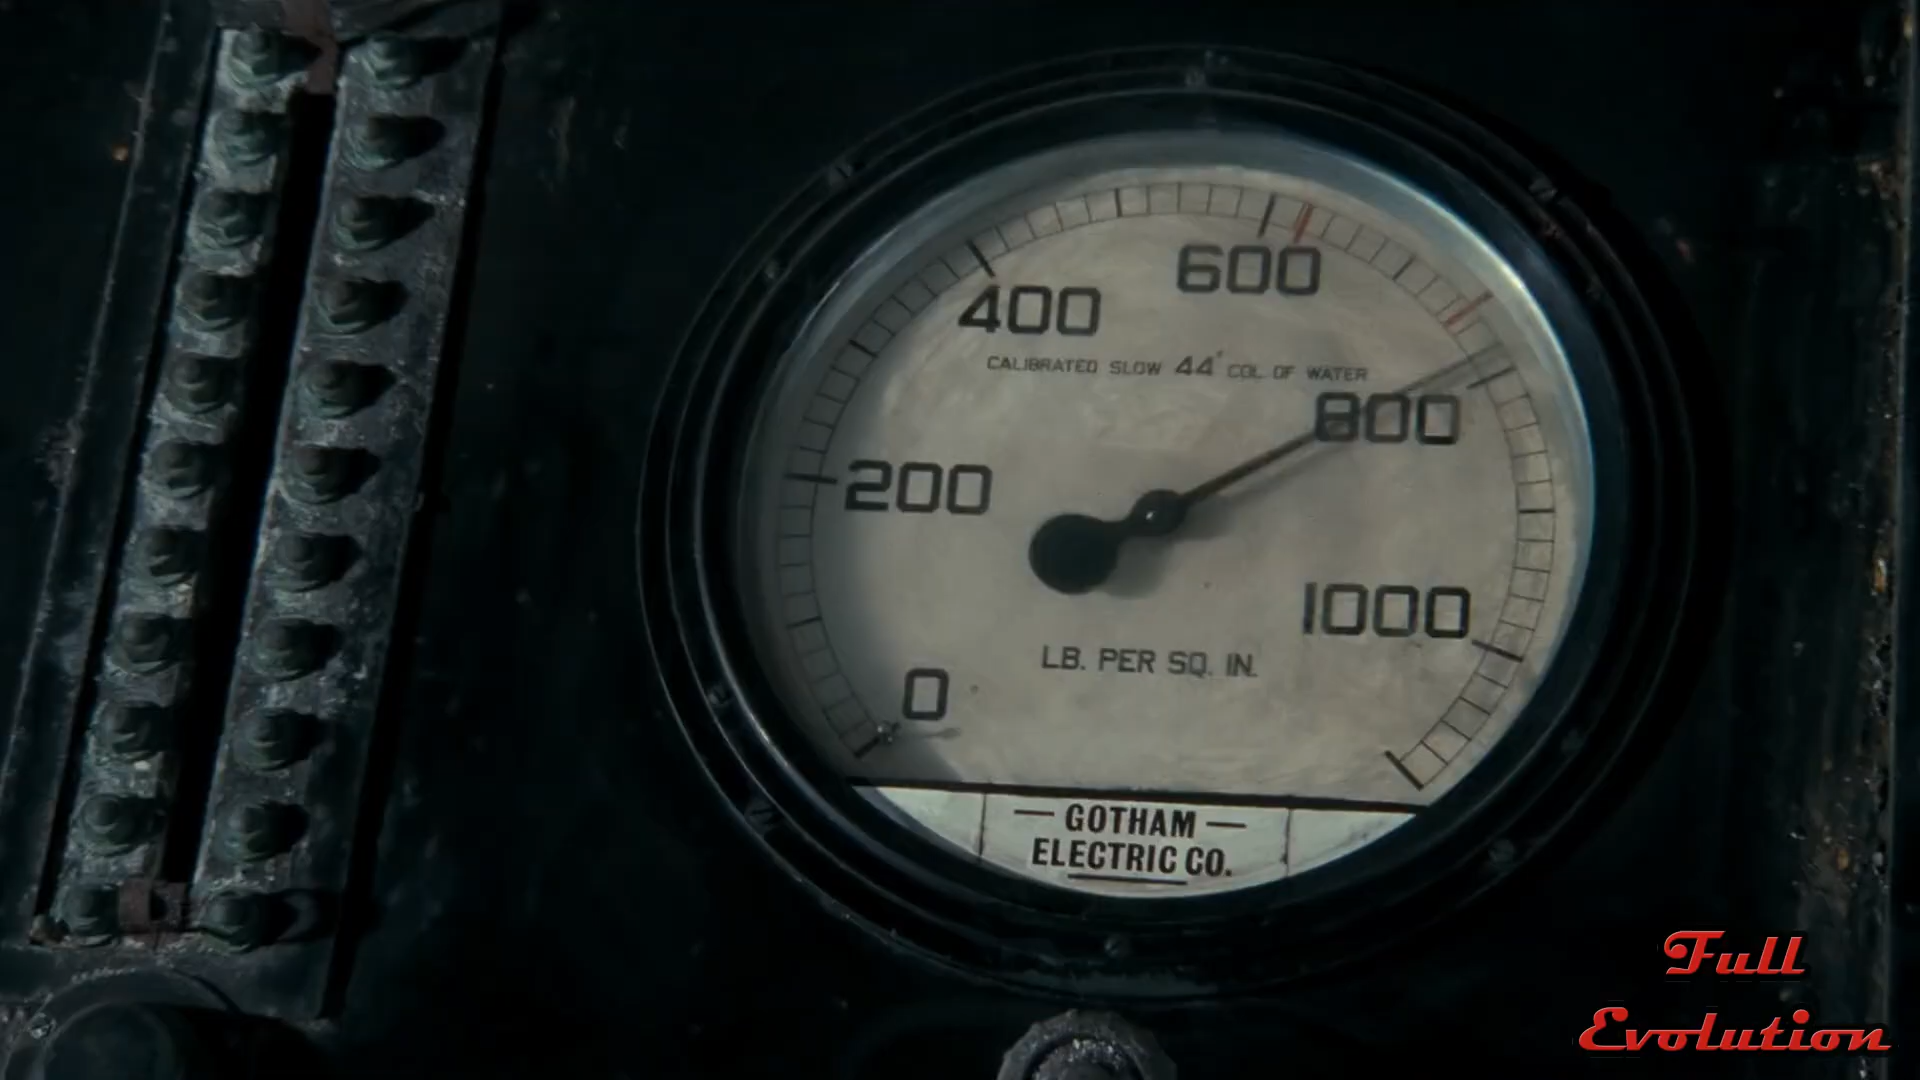 600
400
CALIBRATED SLOW 44" COL. OF WATER
800
200
1000
LB. PER SQ. IN.
0
— GOTHAM —
ELECTRIC CO.
Full
Evolution